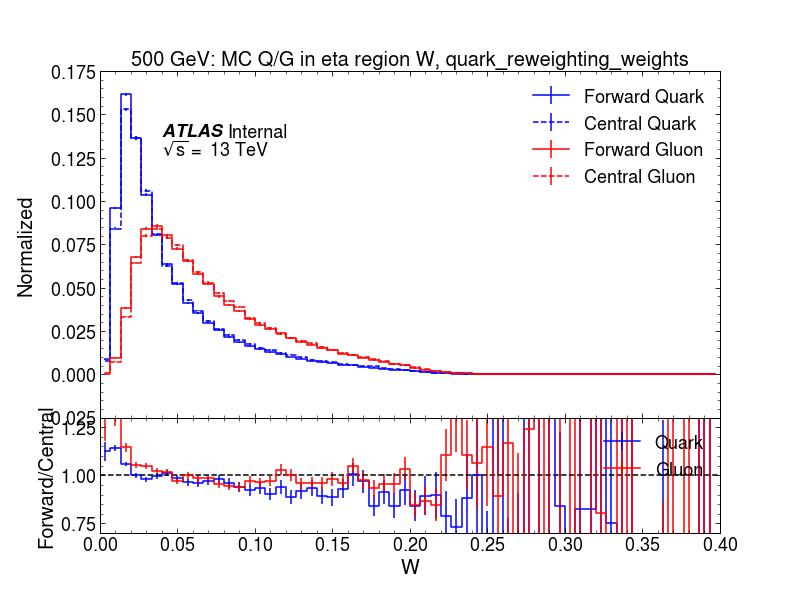 500 GeV: MC Q/G in eta region W, quark_reweighting_weights
0.175
0.150
0.125
0.100
0.075
0.050
0.025
0.000
0.025
Normalized
ATLAS Internal
√s = 13 TeV
Forward Quark
Central Quark
Forward Gluon
Central Gluon
1.25
1.00
0.75
Forward/Central
Quark
Gluon
0.00 0.05 0.10 0.15 0.20 0.25 0.30 0.35 0.40
W